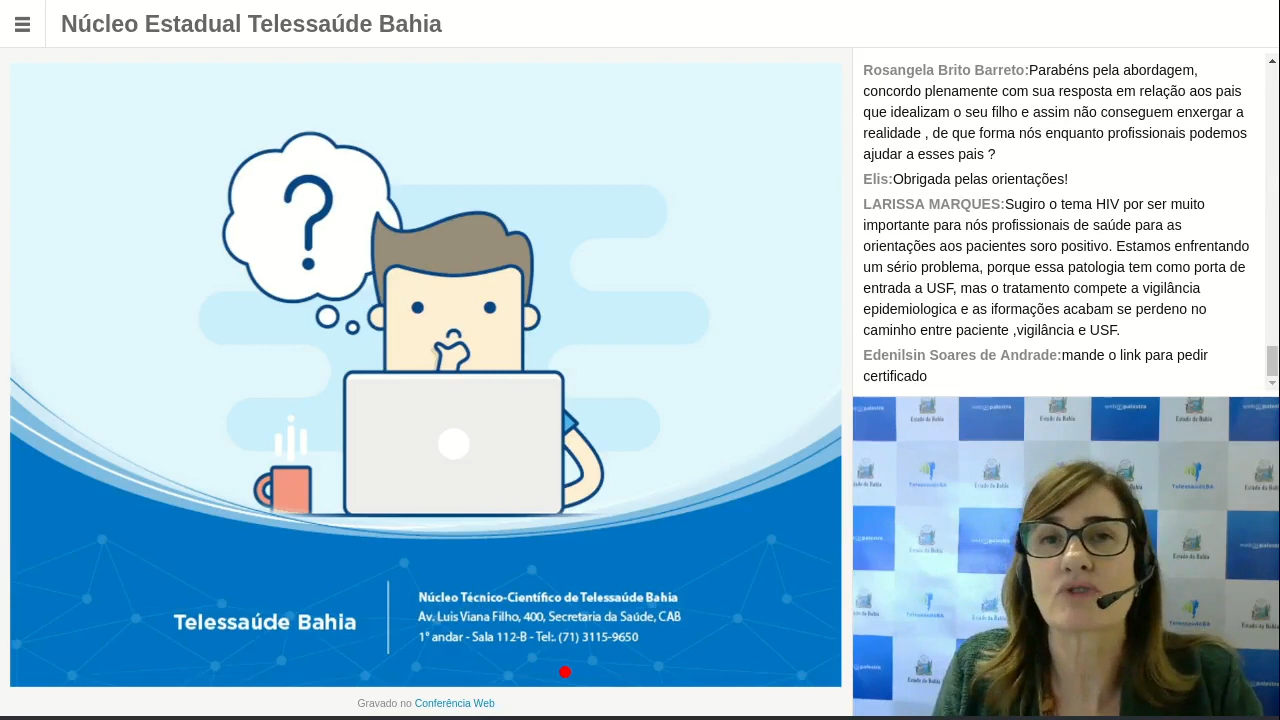 Núcleo Estadual Telessaúde Bahia
Rosangela Brito Barreto:Parabéns pela abordagem,
concordo plenamente com sua resposta em relação aos pais
que idealizam o seu filho e assim não conseguem enxergar a
realidade , de que forma nós enquanto profissionais podemos
ajudar a esses pais ?
Elis:Obrigada pelas orientações!
LARISSA MARQUES:Sugiro o tema HIV por ser muito
importante para nós profissionais de saúde para as
orientações aos pacientes soro positivo. Estamos enfrentando
um sério problema, porque essa patologia tem como porta de
entrada a USF, mas o tratamento compete a vigilância
epidemiologica e as iformações acabam se perdeno no
caminho entre paciente ,vigilância e USF.
Edenilsin Soares de Andrade:mande o link para pedir
certificado
?
Telessaúde Bahia
Núcleo Técnico-Científico de Telessaúde Bahia
Av. Luis Viana Filho, 400, Secretaria da Saúde, CAB
1° andar - Sala 112-B - Tel:. (71) 3115-9650
Gravado no Conferência Web
webpalestra
Estado da Bahia
TelessaúdeBA